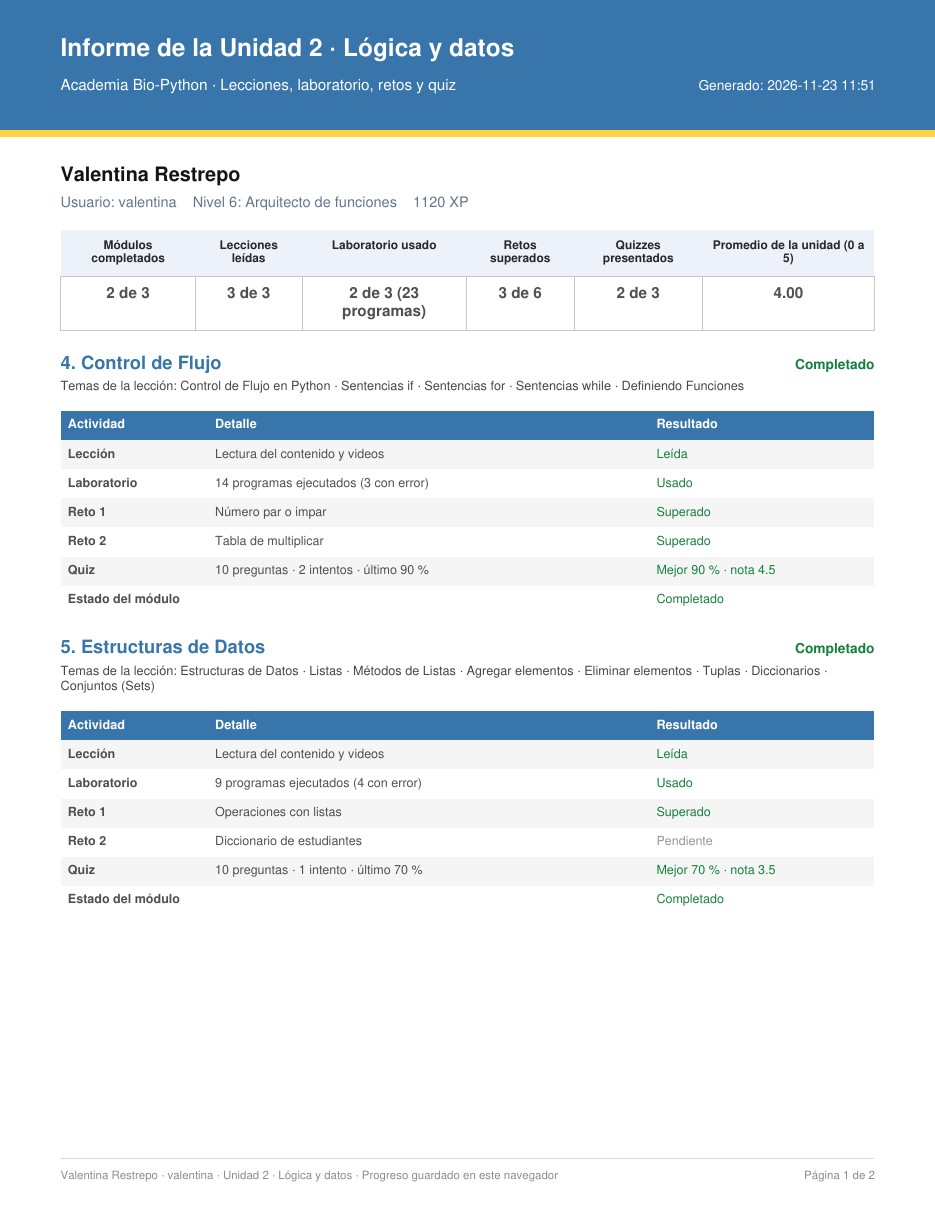 Informe de la Unidad 2 · Lógica y datos
Academia Bio-Python · Lecciones, laboratorio, retos y quiz
Generado: 2026-11-23 11:51
Valentina Restrepo
Usuario: valentina Nivel 6: Arquitecto de funciones 1120 XP
Módulos completados
Lecciones leídas
Laboratorio usado
Retos superados
Quizzes presentados
Promedio de la unidad (0 a 5)
2 de 3
3 de 3
2 de 3 (23 programas)
3 de 6
2 de 3
4.00
4. Control de Flujo
Completado
Temas de la lección: Control de Flujo en Python · Sentencias if · Sentencias for · Sentencias while · Definiendo Funciones
Actividad Detalle Resultado
Lección Lectura del contenido y videos Leída
Laboratorio 14 programas ejecutados (3 con error) Usado
Reto 1 Número par o impar Superado
Reto 2 Tabla de multiplicar Superado
Quiz 10 preguntas · 2 intentos · último 90 % Mejor 90 % · nota 4.5
Estado del módulo Completado
5. Estructuras de Datos
Completado
Temas de la lección: Estructuras de Datos · Listas · Métodos de Listas · Agregar elementos · Eliminar elementos · Tuplas · Diccionarios ·
Conjuntos (Sets)
Actividad Detalle Resultado
Lección Lectura del contenido y videos Leída
Laboratorio 9 programas ejecutados (4 con error) Usado
Reto 1 Operaciones con listas Superado
Reto 2 Diccionario de estudiantes Pendiente
Quiz 10 preguntas · 1 intento · último 70 % Mejor 70 % · nota 3.5
Estado del módulo Completado
Valentina Restrepo · valentina · Unidad 2 · Lógica y datos · Progreso guardado en este navegador
Página 1 de 2